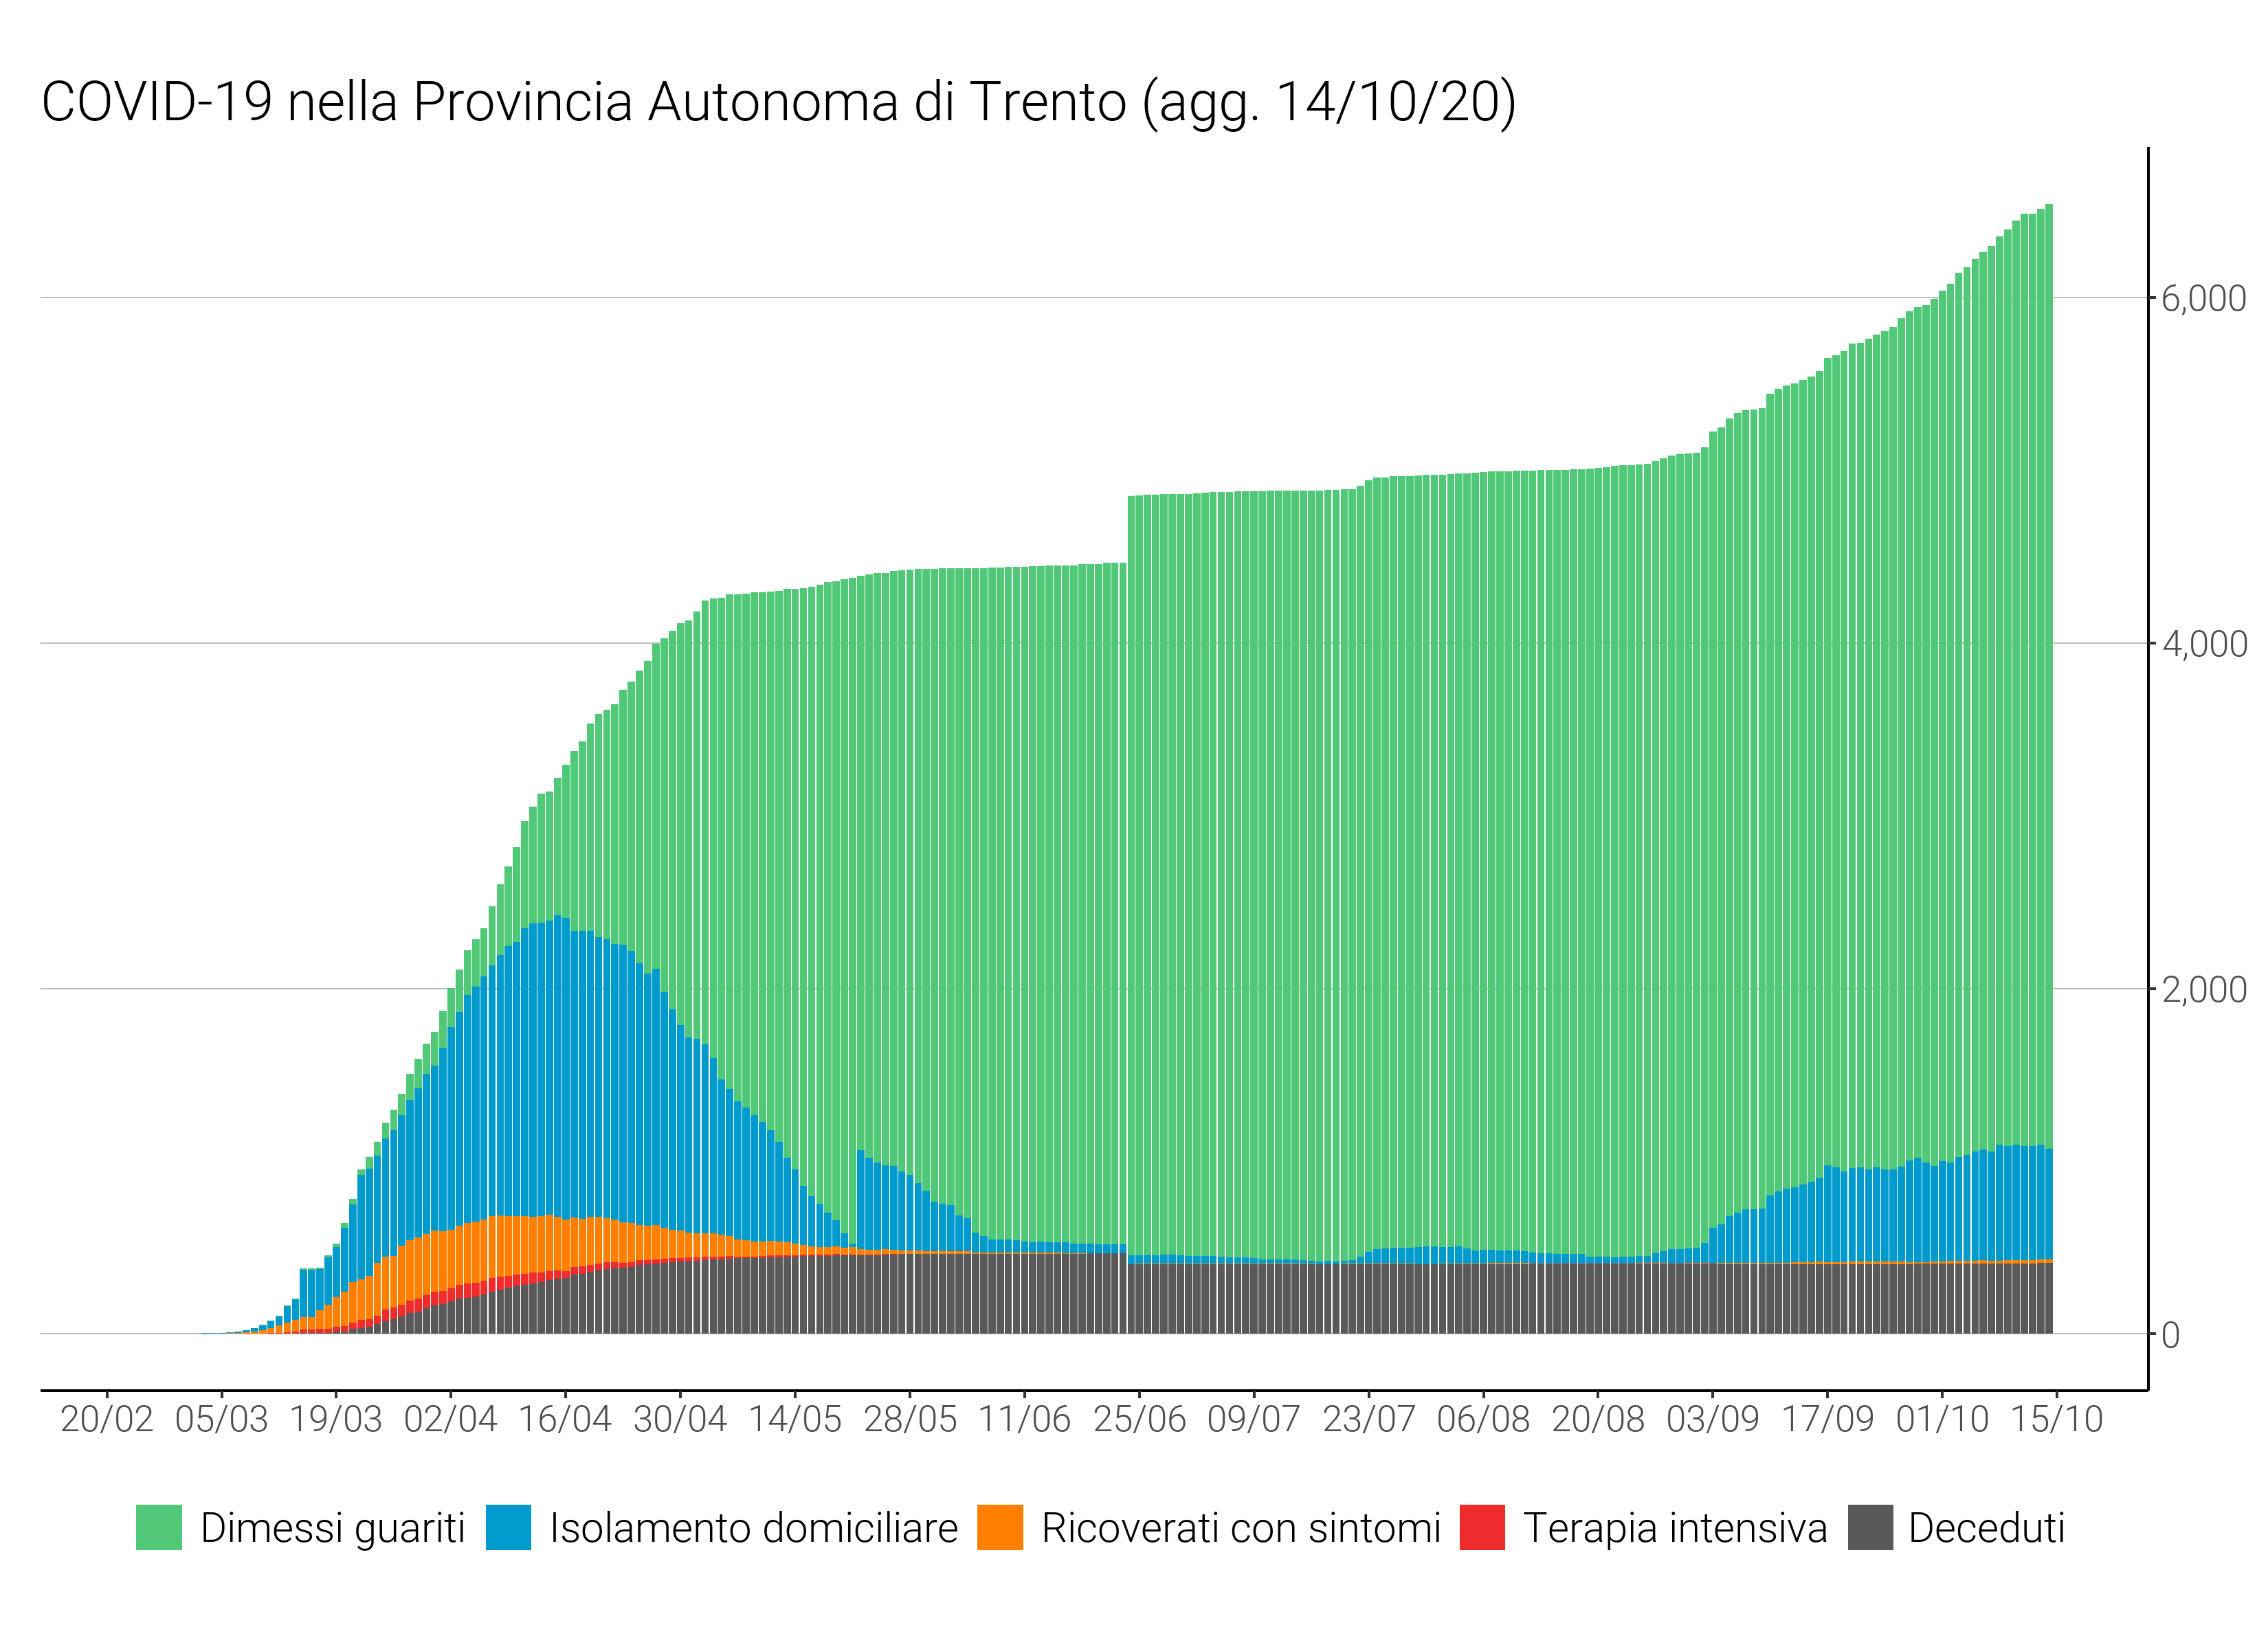 COVID-19 nella Provincia Autonoma di Trento (agg. 14/10/20)
6,000
4,000
2,000
0
20/02 05/03 19/03 02/04 16/04 30/04 14/05 28/05 11/06 25/06 09/07 23/07 06/08 20/08 03/09 17/09 01/10 15/10
Dimessi guariti Isolamento domiciliare Ricoverati con sintomi Terapia intensiva Deceduti